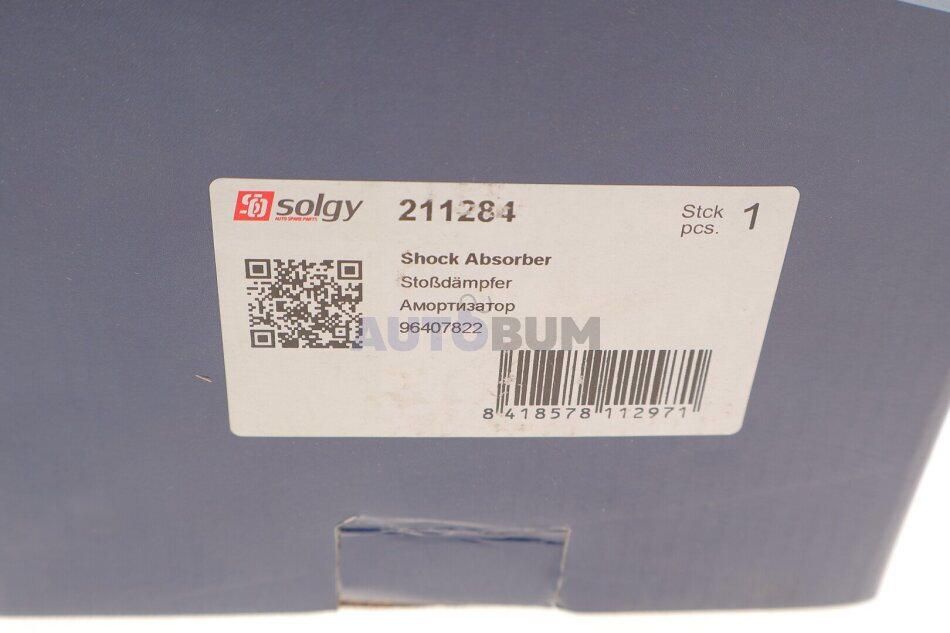 solgy 211284 Stck pcs. 1
AUTO SPARE PARTS
Shock Absorber
Stoßdämpfer
Амортизатор
96407822
AUTOBUM
8 418578 112971